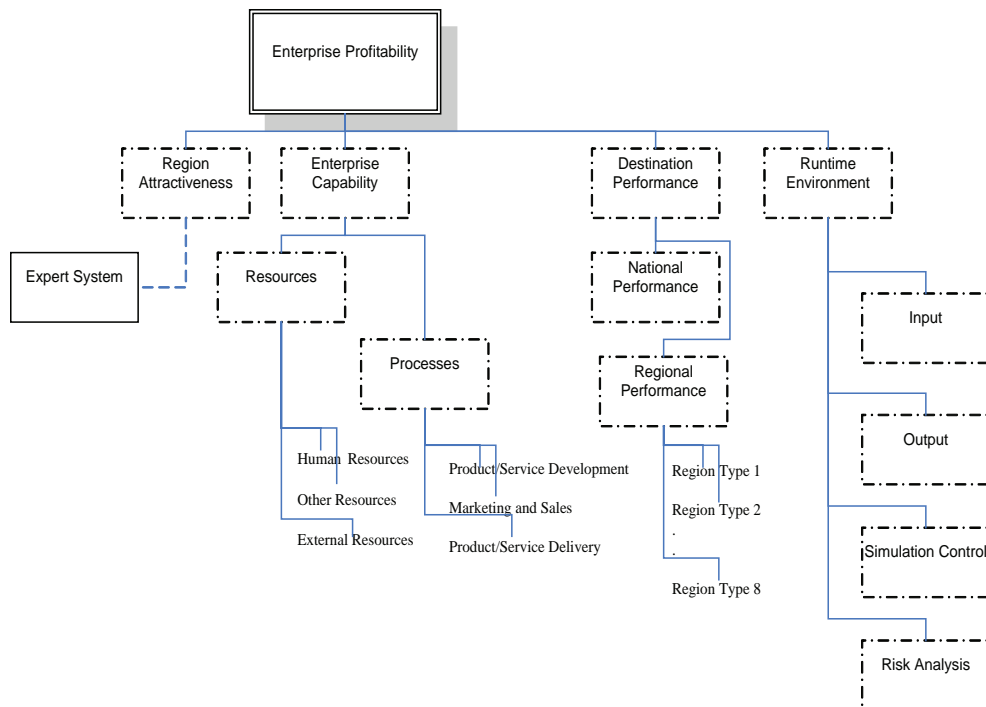 Enterprise Profitability
Region
Attractiveness
Enterprise
Capability
Destination
Performance
Runtime
Environment
Expert System
Resources
National
Performance
Input
Processes
Regional
Performance
Output
Human Resources
Other Resources
External Resources
Product/Service Development
Marketing and Sales
Product/Service Delivery
Region Type 1
Region Type 2
.
.
Region Type 8
Simulation Control
Risk Analysis